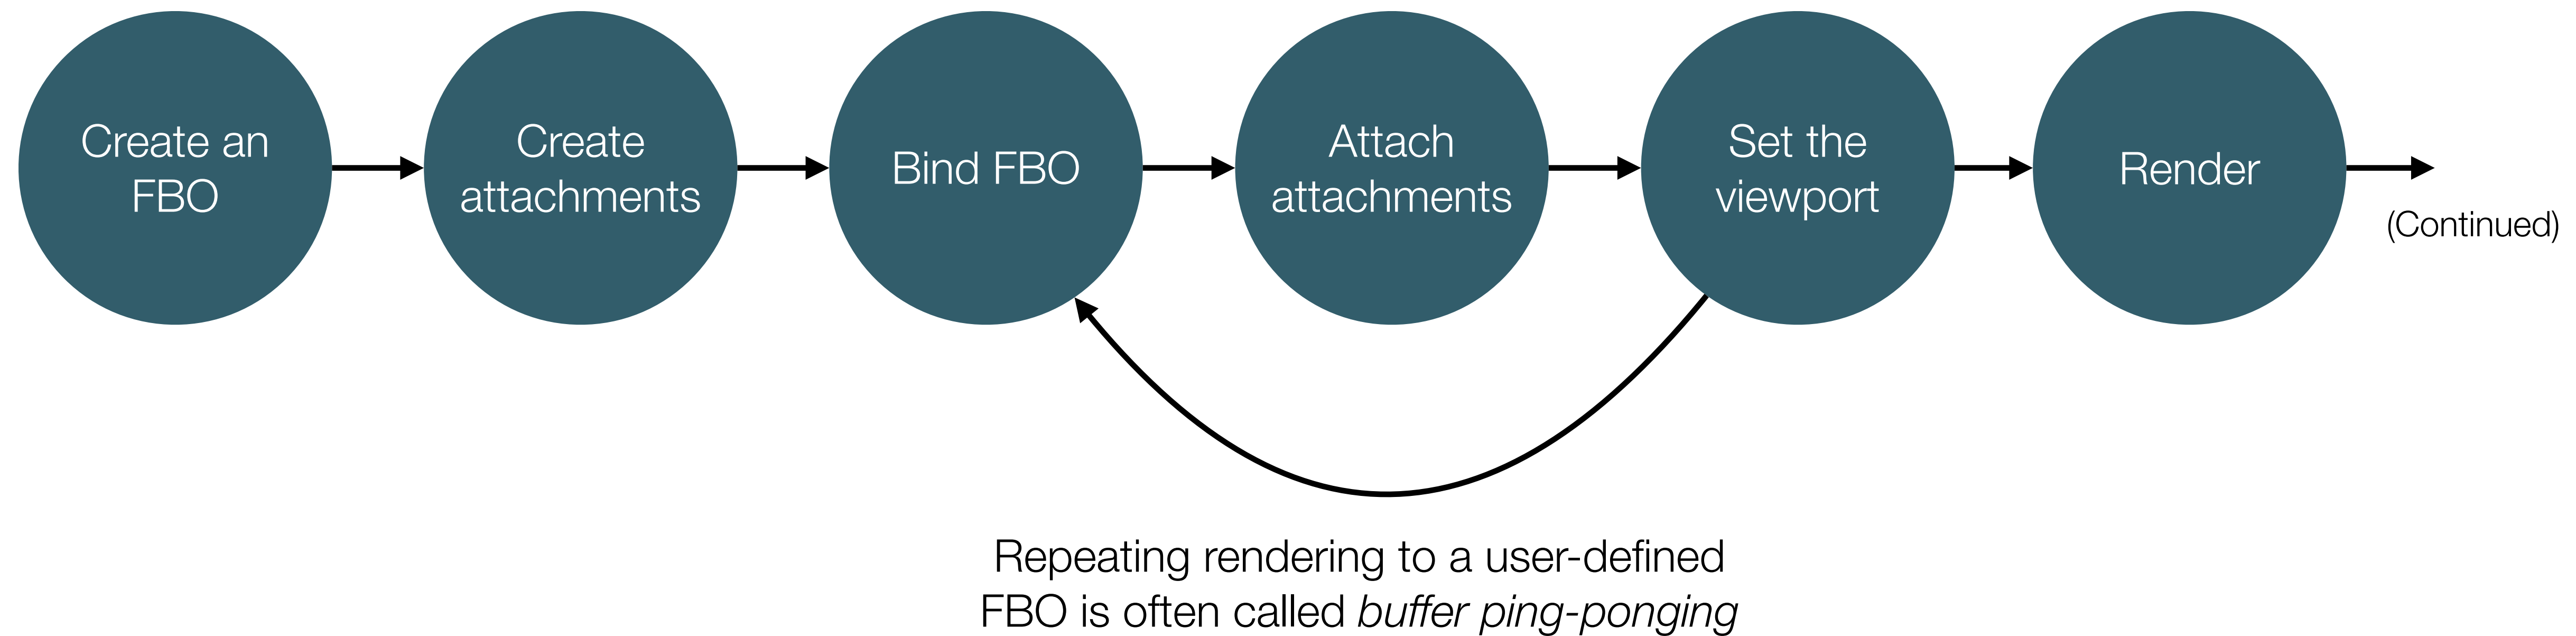 Create an
FBO
Create
attachments
Bind FBO
Attach
attachments
Set the
viewport
Render
(Continued)
Repeating rendering to a user-defined
FBO is often called buffer ping-ponging